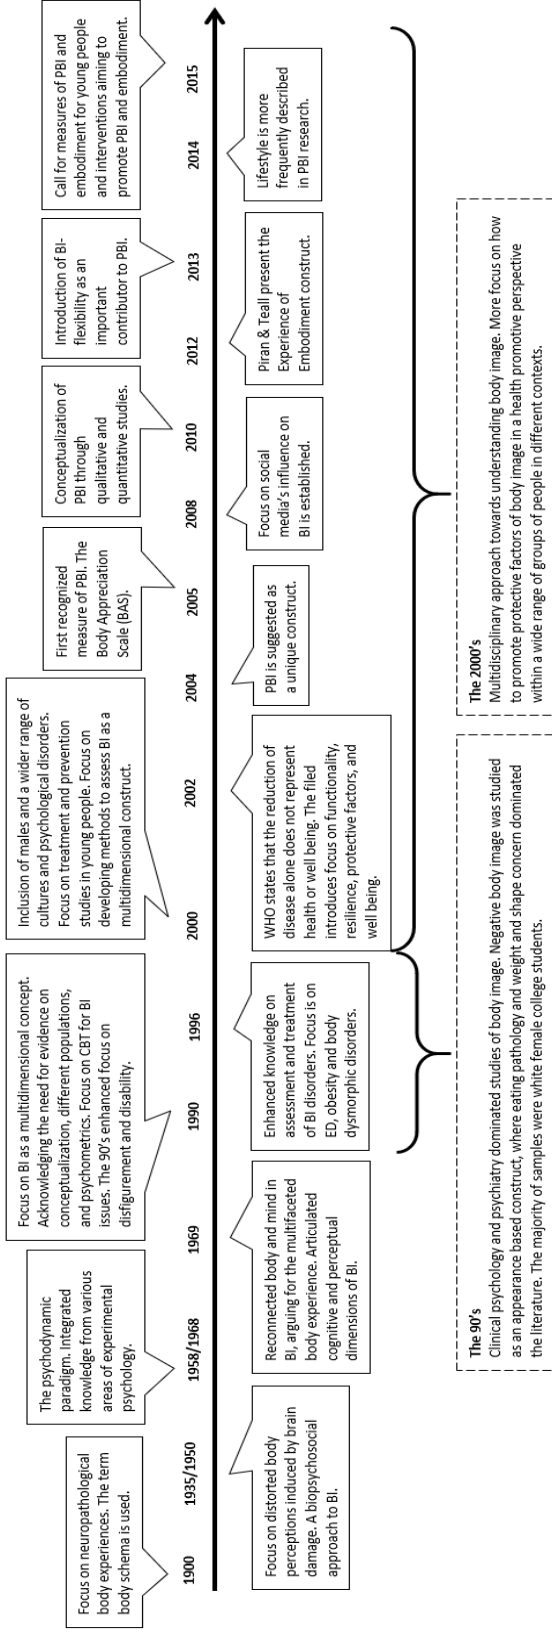 Focus on neuropathological
body experiences. The term
body schema is used.
The psychodynamic
paradigm. Integrated
knowledge from various
areas of experimental
psychology.
Focus on BI as a multidimensional concept.
Acknowledging the need for evidence on
conceptualization, different populations,
and psychometrics. Focus on CBT for BI
issues. The 90's enhanced focus on
disfigurement and disability.
Inclusion of males and a wider range of
cultures and psychological disorders.
Focus on treatment and prevention
studies in young people. Focus on
developing methods to assess BI as a
multidimensional construct.
First recognized
measure of PBI. The
Body Appreciation
Scale (BAS).
Conceptualization of
PBI through
qualitative and
quantitative studies.
Introduction of BI-
flexibility as an
important
contributor to PBI.
Call for measures of PBI and
embodiment for young people
and interventions aiming to
promote PBI and embodiment.
1900
1935/1950
1958/1968
1969
1990
1996
2000
2002
2004
2005
2008
2010
2012
2013
2014
2015
Focus on distorted body
perceptions induced by brain
damage. A biopsychosocial
approach to BI.
Reconnected body and mind in
BI, arguing for the multifaceted
body experience. Articulated
cognitive and perceptual
dimensions of BI.
Enhanced knowledge on
assessment and treatment
of BI disorders. Focus is on
ED, obesity and body
dysmorphic disorders.
WHO states that the reduction of
disease alone does not represent
health or well being. The filed
introduces focus on functionality,
resilience, protective factors, and
well being.
PBI is suggested as
a unique construct.
Focus on social
media's influence on
BI is established.
Piran & Teall present the
Experience of
Embodiment construct.
Lifestyle is more
frequently described
in PBI research.
The 90's
Clinical psychology and psychiatry dominated studies of body image. Negative body image was studied
as an appearance based construct, where eating pathology and weight and shape concern dominated
the literature. The majority of samples were white female college students.
The 2000's
Multidisciplinary approach towards understanding body image. More focus on how
to promote protective factors of body image in a health promotive perspective
within a wide range of groups of people in different contexts.